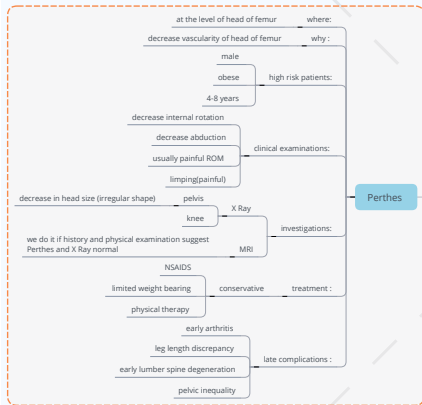 at the level of head of femur
where:
decrease vascularity of head of femur
why :
male
obese
4-8 years
high risk patients:
decrease internal rotation
decrease abduction
usually painful ROM
limping(painful)
clinical examinations:
Perthes
decrease in head size (irregular shape)
pelvis
knee
X Ray
we do it if history and physical examination suggest
Perthes and X Ray normal
MRI
investigations:
NSAIDS
limited weight bearing
physical therapy
conservative
treatment :
early arthritis
leg length discrepancy
early lumber spine degeneration
pelvic inequality
late complications :